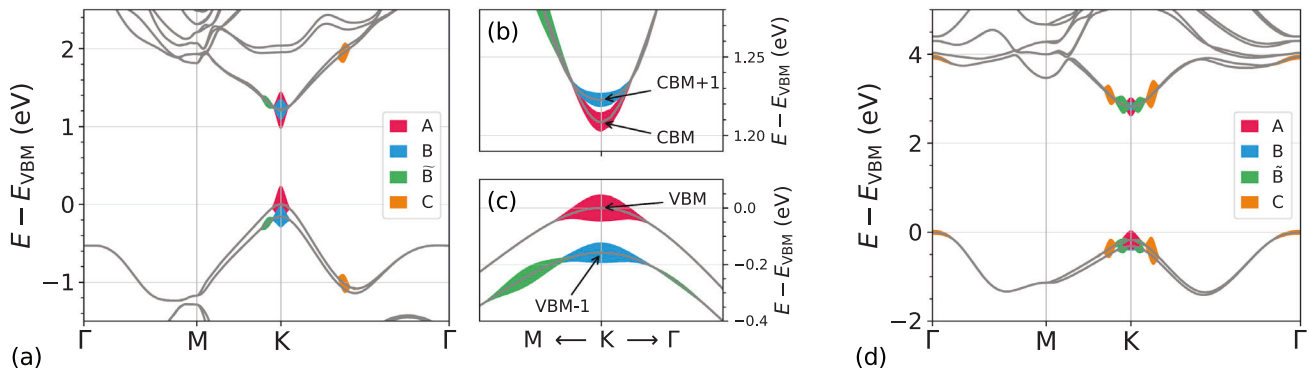 2
1
0
−1
E − E_VBM (eV)
Γ
M
K
Γ
A
B
B̃
C
(a)
(b)
CBM+1
CBM
1.25
1.20
E − E_VBM (eV)
(c)
VBM
VBM-1
0.0
−0.2
−0.4
E − E_VBM (eV)
M ← K → Γ
6
4
2
0
−2
E − E_VBM (eV)
Γ
M
K
Γ
A
B
B̃
C
(d)